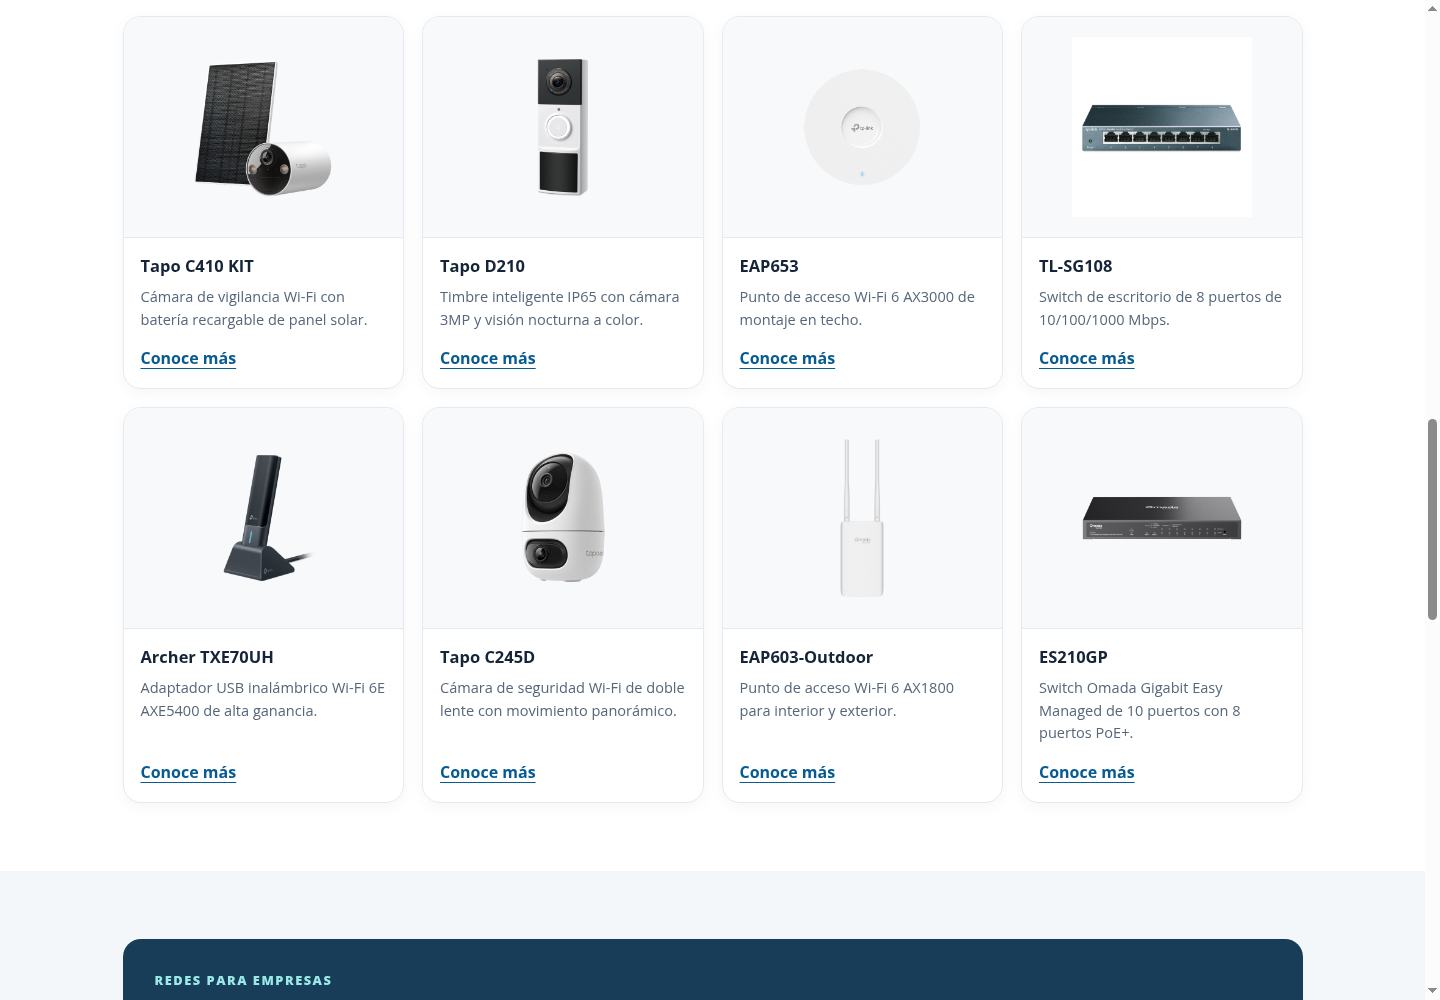 tp-link
Tapo C410 KIT
Cámara de vigilancia Wi-Fi con
batería recargable de panel solar.
Conoce más
Tapo D210
Timbre inteligente IP65 con cámara
3MP y visión nocturna a color.
Conoce más
EAP653
Punto de acceso Wi-Fi 6 AX3000 de
montaje en techo.
Conoce más
TL-SG108
Switch de escritorio de 8 puertos de
10/100/1000 Mbps.
Conoce más
tapo
omada
omada
Archer TXE70UH
Adaptador USB inalámbrico Wi-Fi 6E
AXE5400 de alta ganancia.
Conoce más
Tapo C245D
Cámara de seguridad Wi-Fi de doble
lente con movimiento panorámico.
Conoce más
EAP603-Outdoor
Punto de acceso Wi-Fi 6 AX1800
para interior y exterior.
Conoce más
ES210GP
Switch Omada Gigabit Easy
Managed de 10 puertos con 8
puertos PoE+.
Conoce más
REDES PARA EMPRESAS